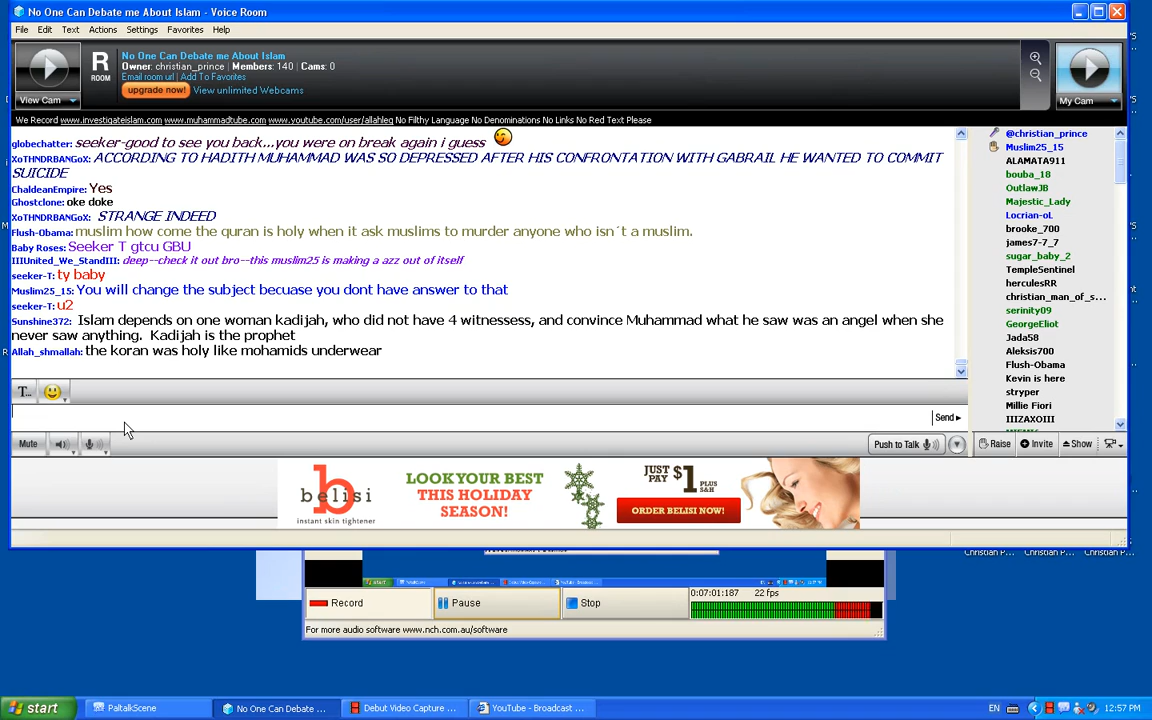 No One Can Debate me About Islam - Voice Room
File Edit Text Actions Settings Favorites Help
View Cam
R
ROOM
No One Can Debate me About Islam
Owner: christian_prince Members: 140 Cams: 0
Email room url | Add To Favorites
upgrade now! View unlimited Webcams
My Cam
We Record www.investigateislam.com www.muhammadtube.com www.youtube.com/user/allahleq No Filthy Language No Denominations No Links No Red Text Please
globechatter: seeker-good to see you back...you were on break again i guess
XoTHNDRBANGoX: ACCORDING TO HADITH MUHAMMAD WAS SO DEPRESSED AFTER HIS CONFRONTATION WITH GABRAIL HE WANTED TO COMMIT
SUICIDE
ChaldeanEmpire: Yes
Ghostclone: oke doke
XoTHNDRBANGoX: STRANGE INDEED
Flush-Obama: muslim how come the quran is holy when it ask muslims to murder anyone who isn´t a muslim.
Baby Roses: Seeker T gtcu GBU
IIIUnited_We_StandIII: deep--check it out bro--this muslim25 is making a azz out of itself
seeker-T: ty baby
Muslim25_15: You will change the subject becuase you dont have answer to that
seeker-T: u2
Sunshine372: Islam depends on one woman kadijah, who did not have 4 witnessess, and convince Muhammad what he saw was an angel when she
never saw anything. Kadijah is the prophet
Allah_shmallah: the koran was holy like mohamids underwear
@christian_prince
Muslim25_15
ALAMATA911
bouba_18
OutlawJB
Majestic_Lady
Locrian-oL
brooke_700
james7-7_7
sugar_baby_2
TempleSentinel
herculesRR
christian_man_of_s...
serinity09
GeorgeEliot
Jada58
Aleksis700
Flush-Obama
Kevin is here
stryper
Millie Fiori
IIIIZAXOIII
T...
Send
Mute
Push to Talk
Raise Invite Show
b
belisi
instant skin tightener
LOOK YOUR BEST
THIS HOLIDAY
SEASON!
JUST PAY $1 PLUS S&H
ORDER BELISI NOW!
Christian P... Christian P... Christian P...
Record Pause Stop
0:07:01:187 22 fps
For more audio software www.nch.com.au/software
start PaltalkScene No One Can Debate ... Debut Video Capture ... YouTube - Broadcast ... EN 12:57 PM